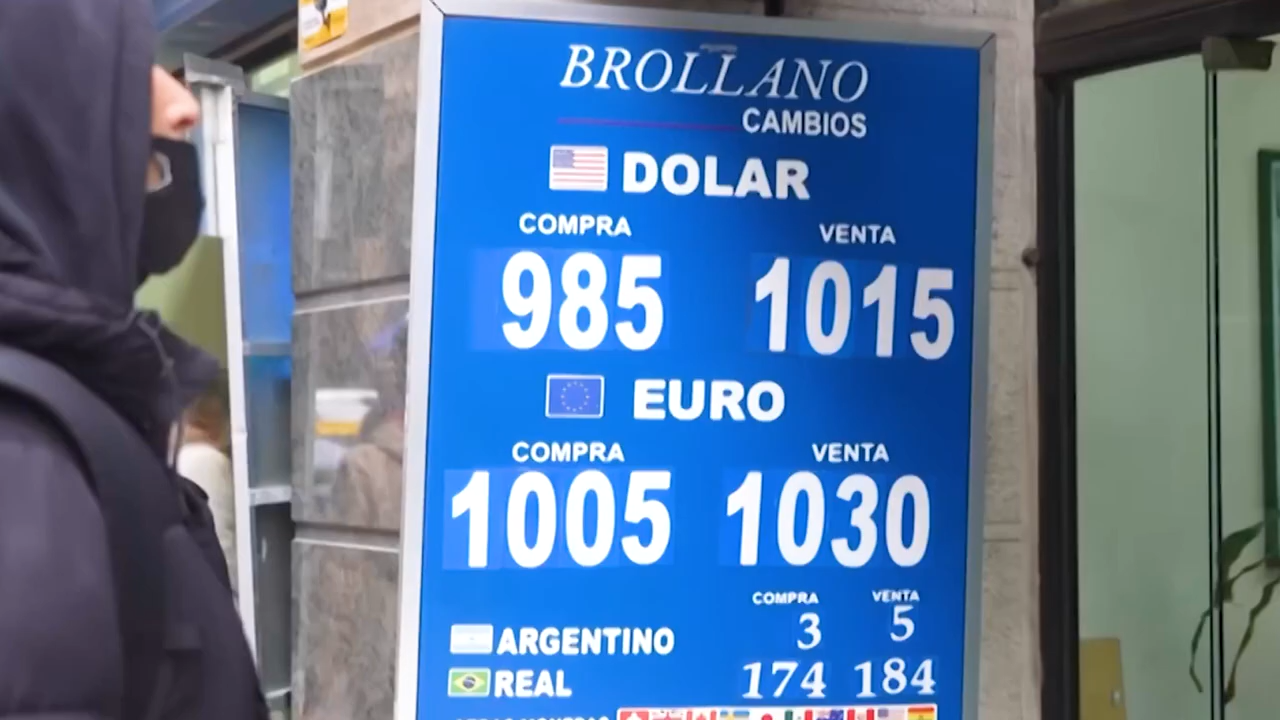 BROLLANO
CAMBIOS
DOLAR
COMPRA VENTA
985 1015
EURO
COMPRA VENTA
1005 1030
COMPRA VENTA
ARGENTINO 3 5
REAL 174 184